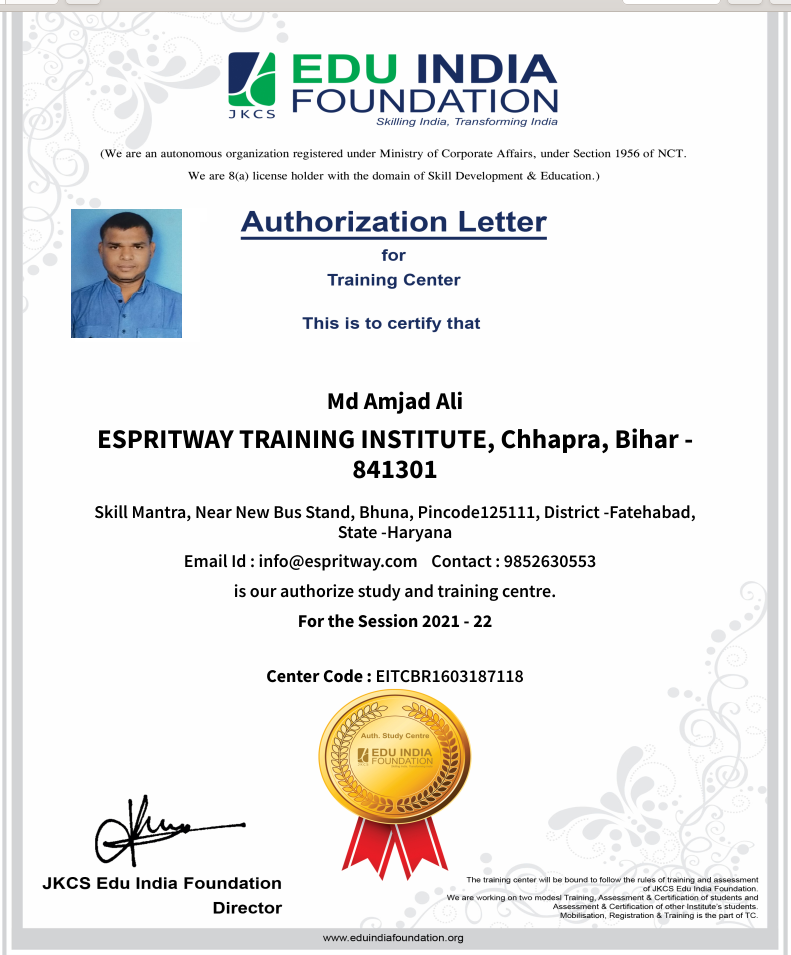 EDU INDIA
FOUNDATION
JKCS
Skilling India, Transforming India
(We are an autonomous organization registered under Ministry of Corporate Affairs, under Section 1956 of NCT.
We are 8(a) license holder with the domain of Skill Development & Education.)
Authorization Letter
for
Training Center
This is to certify that
Md Amjad Ali
ESPRITWAY TRAINING INSTITUTE, Chhapra, Bihar -
841301
Skill Mantra, Near New Bus Stand, Bhuna, Pincode125111, District -Fatehabad,
State -Haryana
Email Id : info@espritway.com Contact : 9852630553
is our authorize study and training centre.
For the Session 2021 - 22
Center Code : EITCBR1603187118
Auth. Study Centre
EDU INDIA
FOUNDATION
JKCS Edu India Foundation
Director
The training center will be bound to follow the rules of training and assessment
of JKCS Edu India Foundation.
We are working on two modesl Training, Assessment & Certification of students and
Assessment & Certification of other Institute's students.
Mobilisation, Registration & Training is the part of TC.
www.eduindiafoundation.org